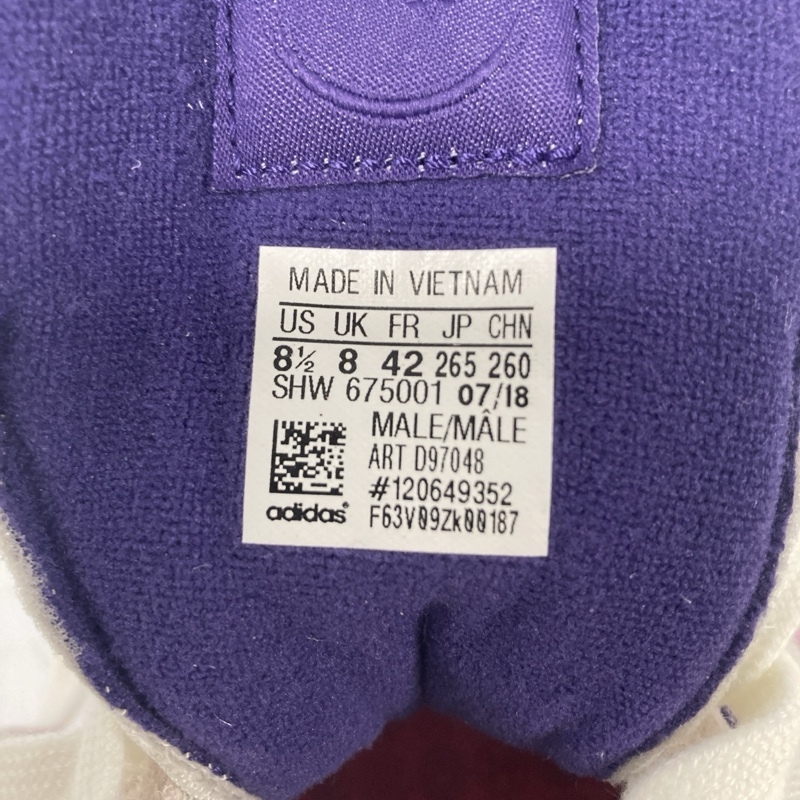 MADE IN VIETNAM
US UK FR JP CHN
8½ 8 42 265 260
SHW 675001 07/18
MALE/MÂLE
ART D97048
#120649352
adidas® F63V09Zk00187